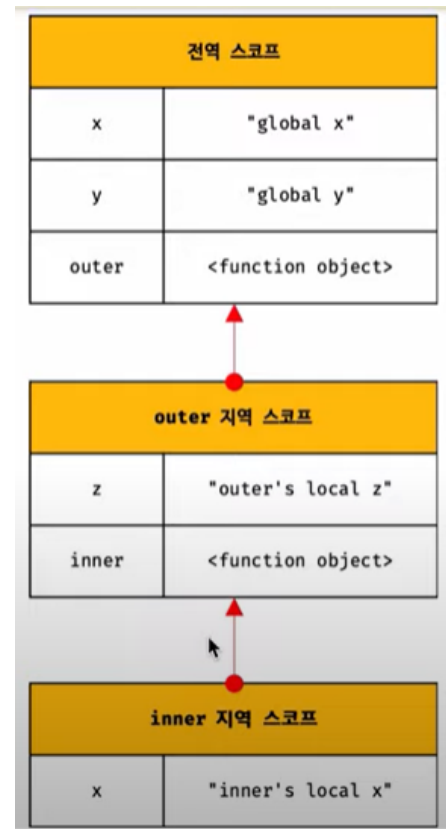 전역 스코프
x "global x"
y "global y"
outer <function object>
outer 지역 스코프
z "outer's local z"
inner <function object>
inner 지역 스코프
x "inner's local x"